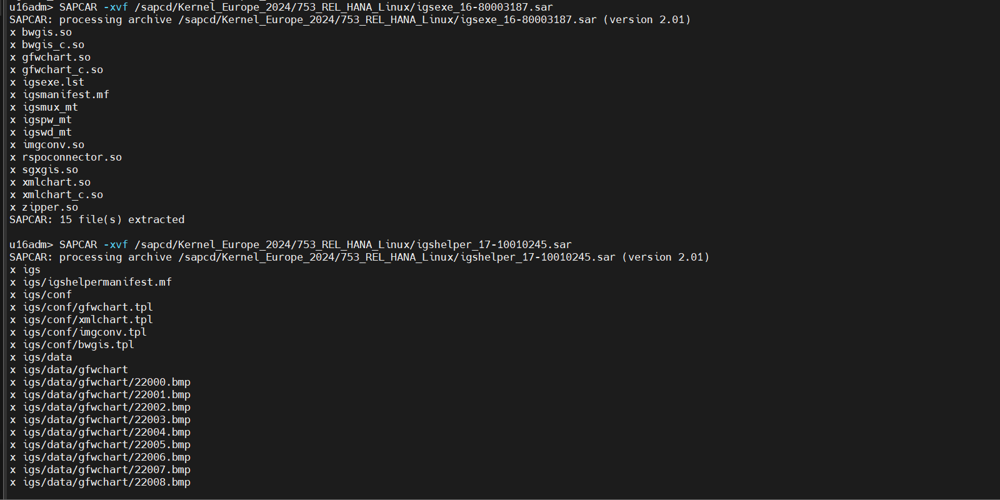 u16adm> SAPCAR -xvf /sapcd/Kernel_Europe_2024/753_REL_HANA_Linux/igsexe_16-80003187.sar
SAPCAR: processing archive /sapcd/Kernel_Europe_2024/753_REL_HANA_Linux/igsexe_16-80003187.sar (version 2.01)
x bwgis.so
x bwgis_c.so
x gfwchart.so
x gfwchart_c.so
x igsexe.lst
x igsmanifest.mf
x igsmux_mt
x igspw_mt
x igswd_mt
x imgconv.so
x rspoconnector.so
x sgxgis.so
x xmlchart.so
x xmlchart_c.so
x zipper.so
SAPCAR: 15 file(s) extracted
u16adm> SAPCAR -xvf /sapcd/Kernel_Europe_2024/753_REL_HANA_Linux/igshelper_17-10010245.sar
SAPCAR: processing archive /sapcd/Kernel_Europe_2024/753_REL_HANA_Linux/igshelper_17-10010245.sar (version 2.01)
x igs
x igs/igshelpermanifest.mf
x igs/conf
x igs/conf/gfwchart.tpl
x igs/conf/xmlchart.tpl
x igs/conf/imgconv.tpl
x igs/conf/bwgis.tpl
x igs/data
x igs/data/gfwchart
x igs/data/gfwchart/22000.bmp
x igs/data/gfwchart/22001.bmp
x igs/data/gfwchart/22002.bmp
x igs/data/gfwchart/22003.bmp
x igs/data/gfwchart/22004.bmp
x igs/data/gfwchart/22005.bmp
x igs/data/gfwchart/22006.bmp
x igs/data/gfwchart/22007.bmp
x igs/data/gfwchart/22008.bmp